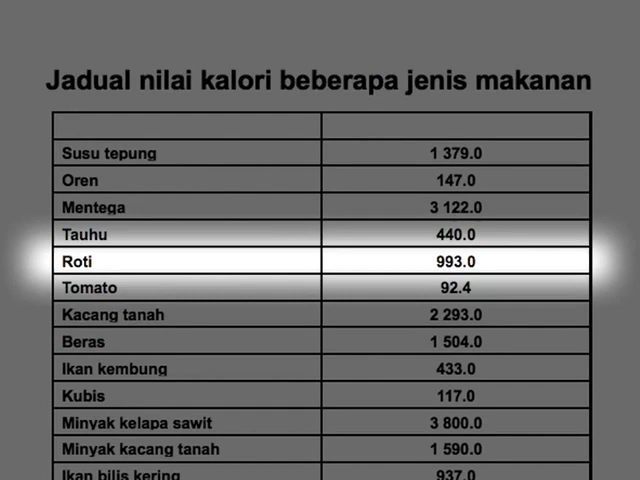 Jadual nilai kalori beberapa jenis makanan
Susu tepung 1 379.0
Oren 147.0
Mentega 3 122.0
Tauhu 440.0
Roti 993.0
Tomato 92.4
Kacang tanah 2 293.0
Beras 1 504.0
Ikan kembung 433.0
Kubis 117.0
Minyak kelapa sawit 3 800.0
Minyak kacang tanah 1 590.0
Ikan bilis kering 937.0